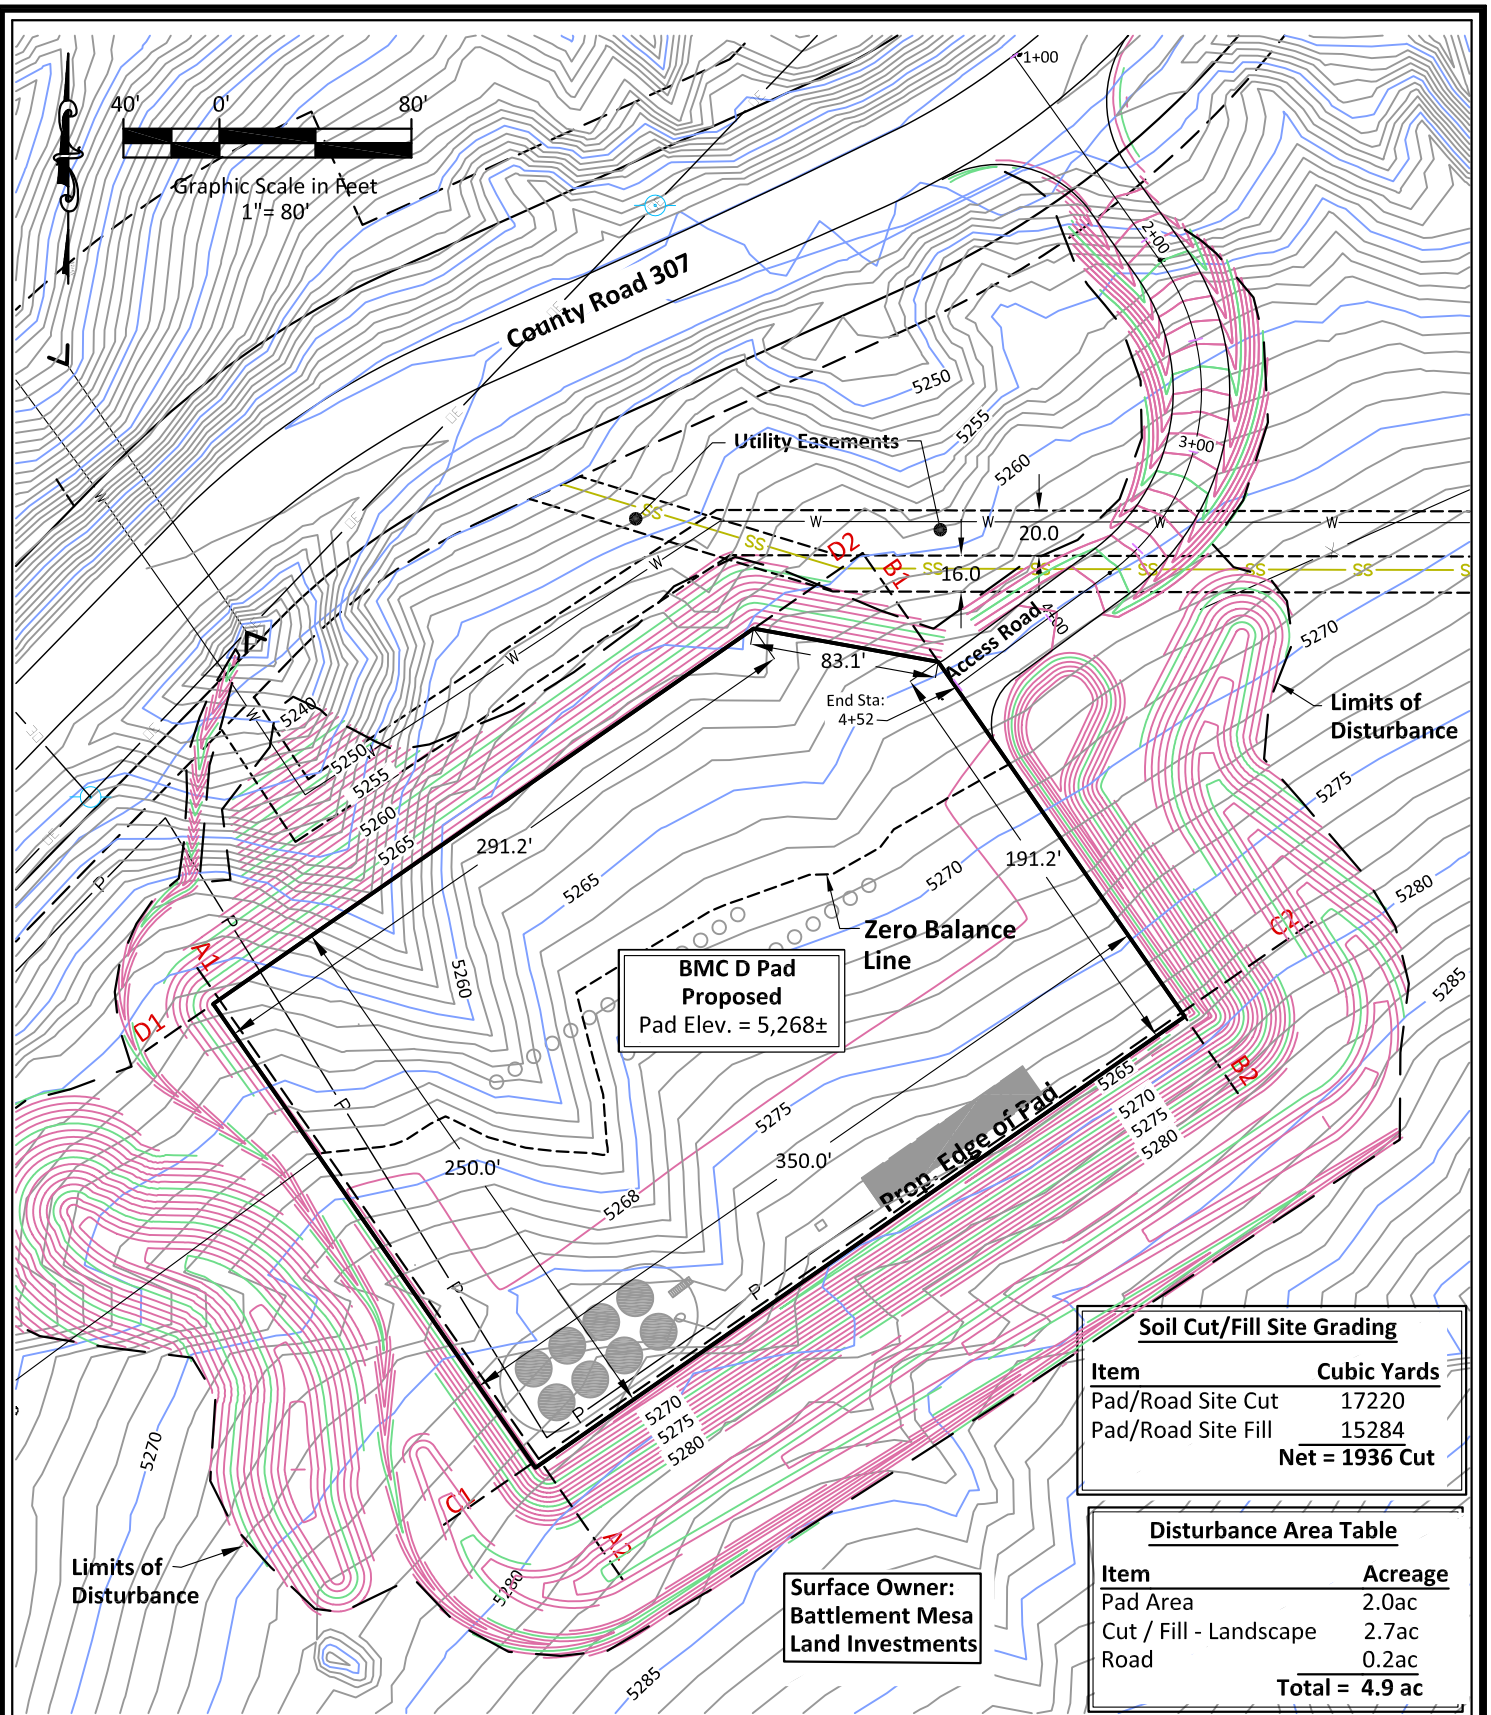 40' 0' 80'
Graphic Scale in Feet
1"= 80'
1+00
2+00
County Road 307
5250
5255
3+00
Utility Easements
5260
W W W W
20.0
SS
SS
D2
B1
SS SS SS SS SS S
16.0
W
4+00
Access Road
5270
W
83.1'
End Sta:
4+52
Limits of
Disturbance
5240
W
5250
5255
5275
5260
5265
291.2'
191.2'
5265
5270
5280
P
P
Zero Balance
Line
C2
A1
BMC D Pad
Proposed
Pad Elev. = 5,268±
5260
5285
D1
5265
B2
P
5270
5275
5280
5275
Prop. Edge of Pad
250.0'
350.0'
5268
P
P
P
Soil Cut/Fill Site Grading
Item Cubic Yards
Pad/Road Site Cut 17220
Pad/Road Site Fill 15284
Net = 1936 Cut
5270
5275
5280
5270
C1
A2
Disturbance Area Table
Item Acreage
Pad Area 2.0ac
Cut / Fill - Landscape 2.7ac
Road 0.2ac
Total = 4.9 ac
Limits of
Disturbance
5280
Surface Owner:
Battlement Mesa
Land Investments
5285